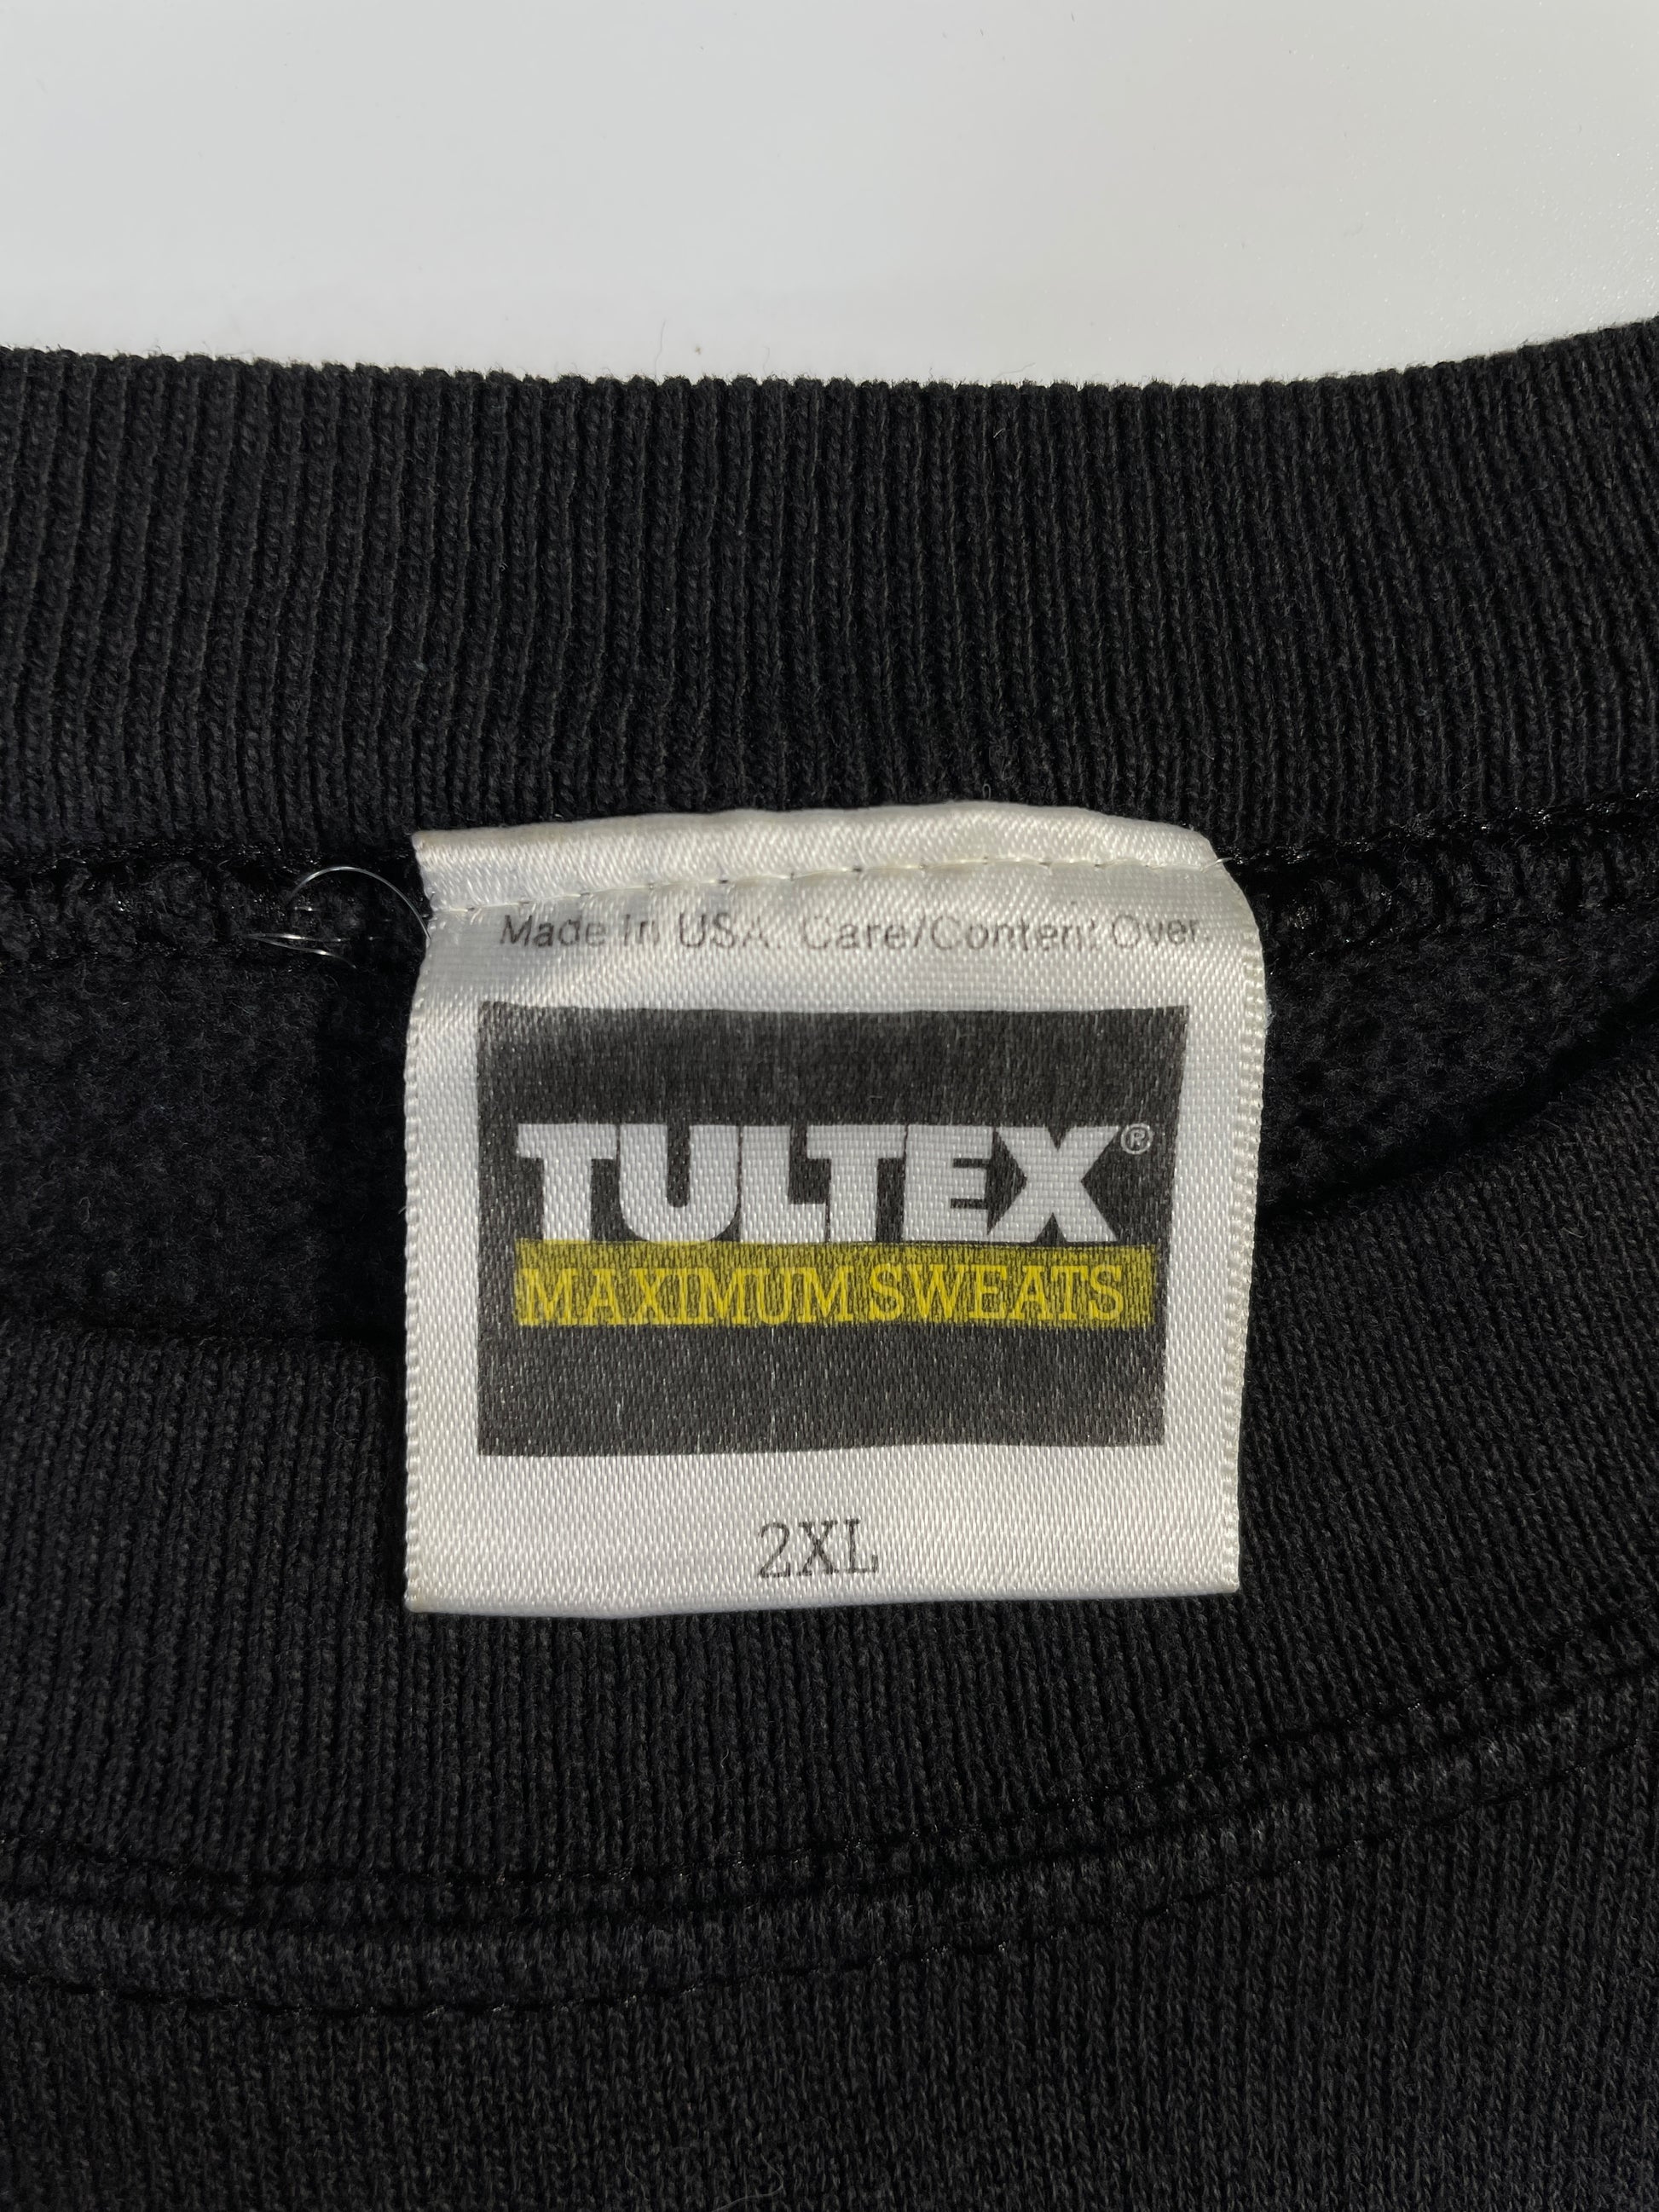 Made In USA. Care/Content Over
TULTEX®
MAXIMUM SWEATS
2XL